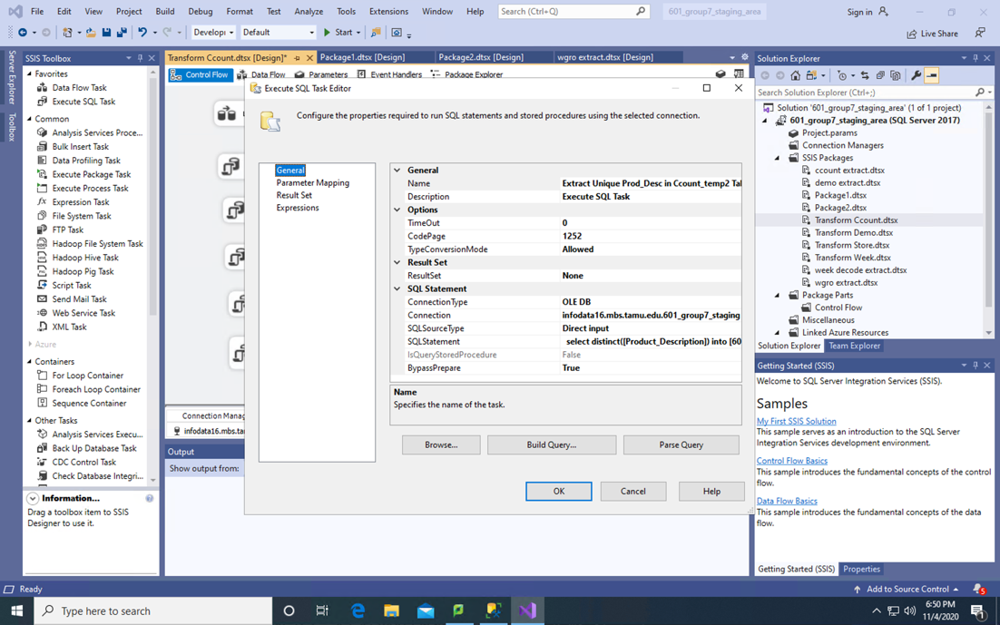 File Edit View Project Build Debug Format Test Analyze Tools Extensions Window Help Search (Ctrl+Q) 601_group7_staging_area Sign in
Develop Default Start Live Share
Server Explorer
Toolbox
SSIS Toolbox
Favorites
Data Flow Task
Execute SQL Task
Common
Analysis Services Proce...
Bulk Insert Task
Data Profiling Task
Execute Package Task
Execute Process Task
Expression Task
File System Task
FTP Task
Hadoop File System Task
Hadoop Hive Task
Hadoop Pig Task
Script Task
Send Mail Task
Web Service Task
XML Task
Azure
Containers
For Loop Container
Foreach Loop Container
Sequence Container
Other Tasks
Analysis Services Execu...
Back Up Database Task
CDC Control Task
Check Database Integri...
Information...
Drag a toolbox item to SSIS
Designer to use it.
Transform Ccount.dtsx [Design]* Package1.dtsx [Design] Package2.dtsx [Design] wgro extract.dtsx [Design]
Control Flow Data Flow Parameters Event Handlers Package Explorer
Connection Manag
infodata16.mbs.ta
Output
Show output from:
Execute SQL Task Editor
Configure the properties required to run SQL statements and stored procedures using the selected connection.
General
Parameter Mapping
Result Set
Expressions
General
Name Extract Unique Prod_Desc in Ccount_temp2 Tal
Description Execute SQL Task
Options
TimeOut 0
CodePage 1252
TypeConversionMode Allowed
Result Set
ResultSet None
SQL Statement
ConnectionType OLE DB
Connection infodata16.mbs.tamu.edu.601_group7_staging
SQLSourceType Direct input
SQLStatement select distinct([Product_Description]) into [60
IsQueryStoredProcedure False
BypassPrepare True
Name
Specifies the name of the task.
Browse... Build Query... Parse Query
OK Cancel Help
Solution Explorer
Search Solution Explorer (Ctrl+;)
Solution '601_group7_staging_area' (1 of 1 project)
601_group7_staging_area (SQL Server 2017)
Project.params
Connection Managers
SSIS Packages
ccount extract.dtsx
demo extract.dtsx
Package1.dtsx
Package2.dtsx
Transform Ccount.dtsx
Transform Demo.dtsx
Transform Store.dtsx
Transform Week.dtsx
week decode extract.dtsx
wgro extract.dtsx
Package Parts
Control Flow
Miscellaneous
Linked Azure Resources
Solution Explorer Team Explorer
Getting Started (SSIS)
Welcome to SQL Server Integration Services (SSIS).
Samples
My First SSIS Solution
This sample serves as an introduction to the SQL Server
Integration Services development environment.
Control Flow Basics
This sample introduces the fundamental concepts of the control
flow.
Data Flow Basics
This sample introduces the fundamental concepts of the data
flow.
Getting Started (SSIS) Properties
Ready Add to Source Control 5
Type here to search
6:50 PM
11/4/2020
1